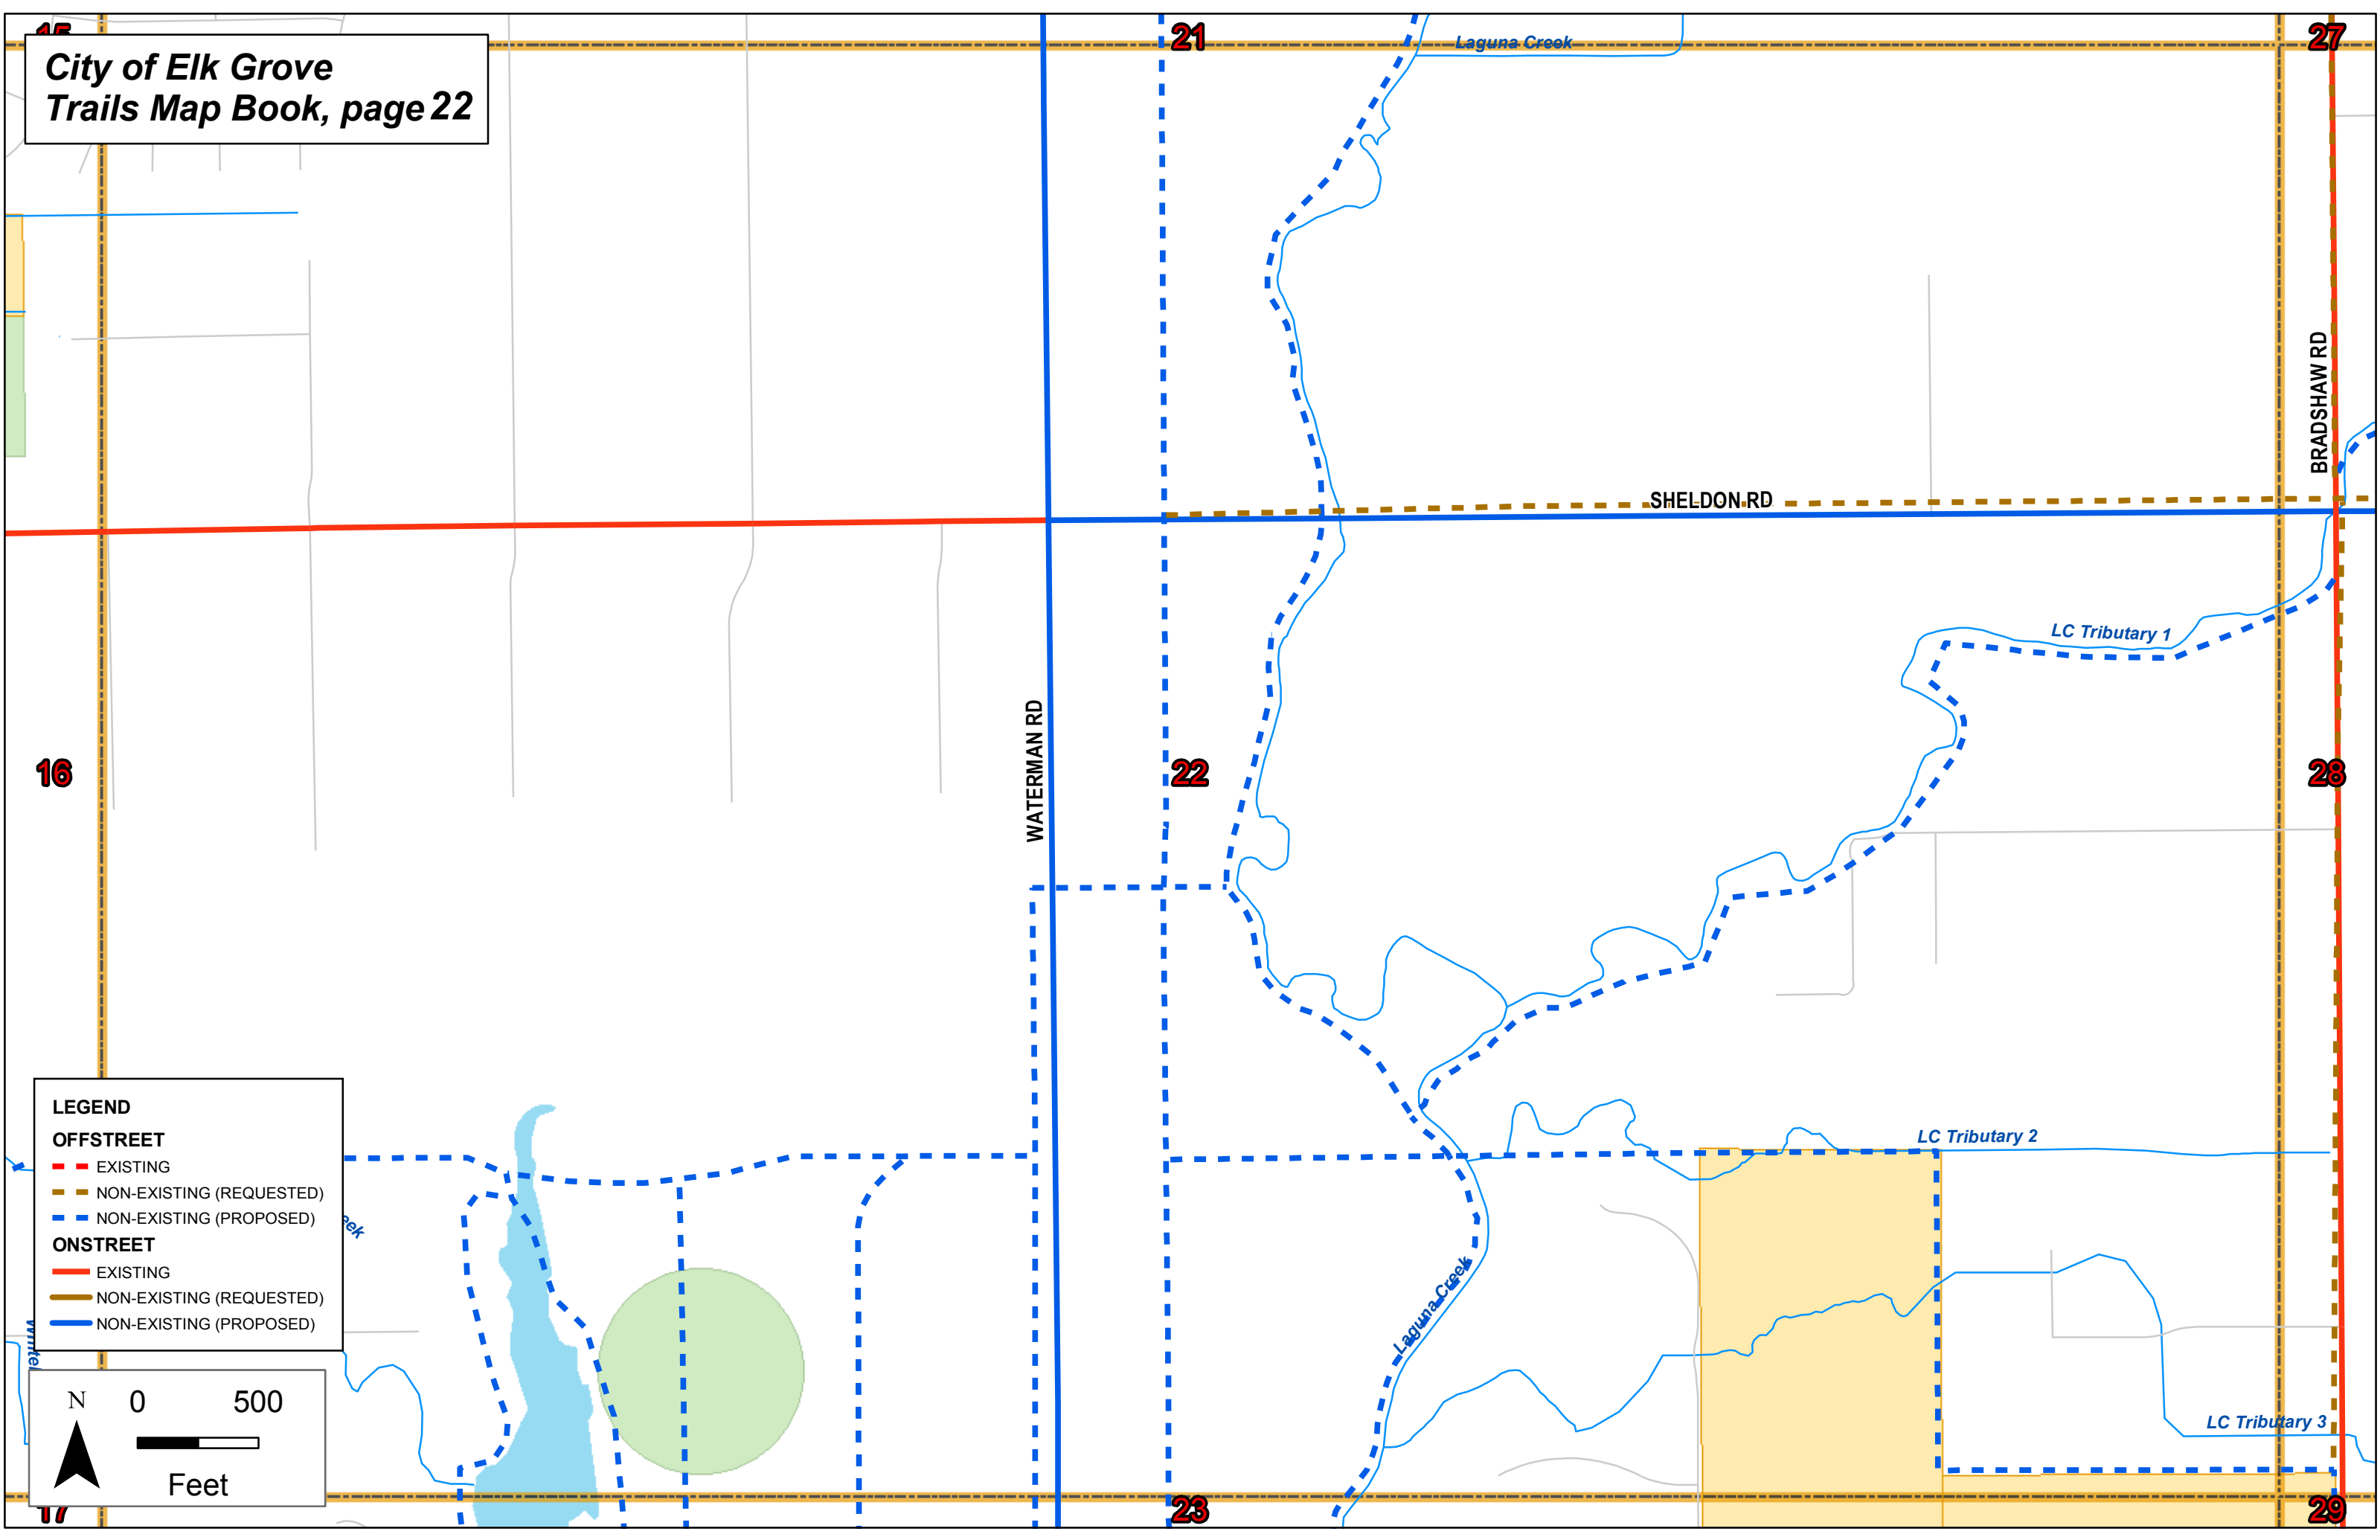 15
21
27
City of Elk Grove
Trails Map Book, page 22
Laguna Creek
BRADSHAW RD
SHELDON RD
LC Tributary 1
WATERMAN RD
16
22
28
LEGEND
OFFSTREET
EXISTING
NON-EXISTING (REQUESTED)
NON-EXISTING (PROPOSED)
ONSTREET
EXISTING
NON-EXISTING (REQUESTED)
NON-EXISTING (PROPOSED)
eek
LC Tributary 2
Laguna Creek
LC Tributary 3
N
0 500
Feet
17
23
29